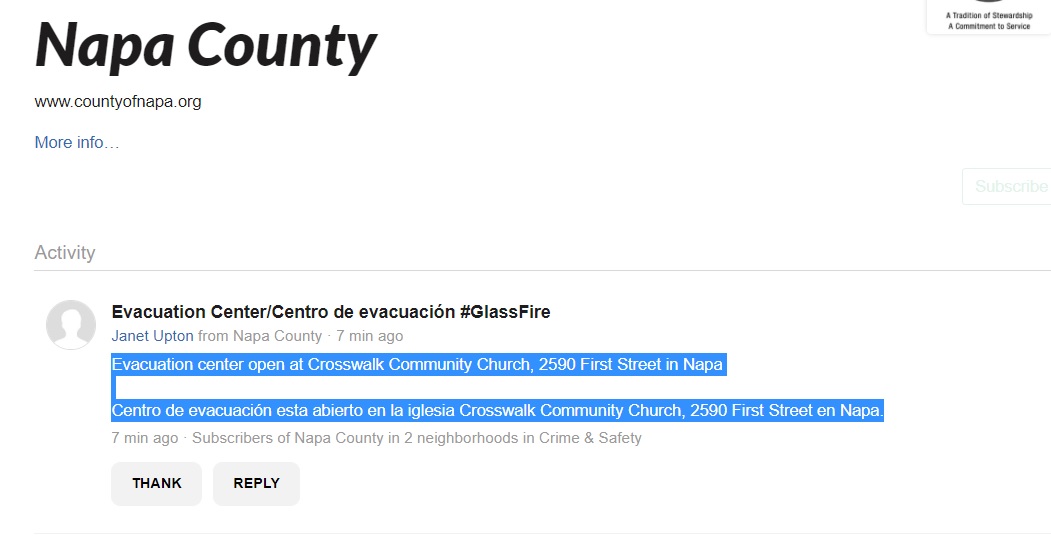 A Tradition of Stewardship
A Commitment to Service
Napa County
www.countyofnapa.org
More info…
Subscribe
Activity
Evacuation Center/Centro de evacuación #GlassFire
Janet Upton from Napa County · 7 min ago
Evacuation center open at Crosswalk Community Church, 2590 First Street in Napa
Centro de evacuación esta abierto en la iglesia Crosswalk Community Church, 2590 First Street en Napa.
7 min ago · Subscribers of Napa County in 2 neighborhoods in Crime & Safety
THANK REPLY